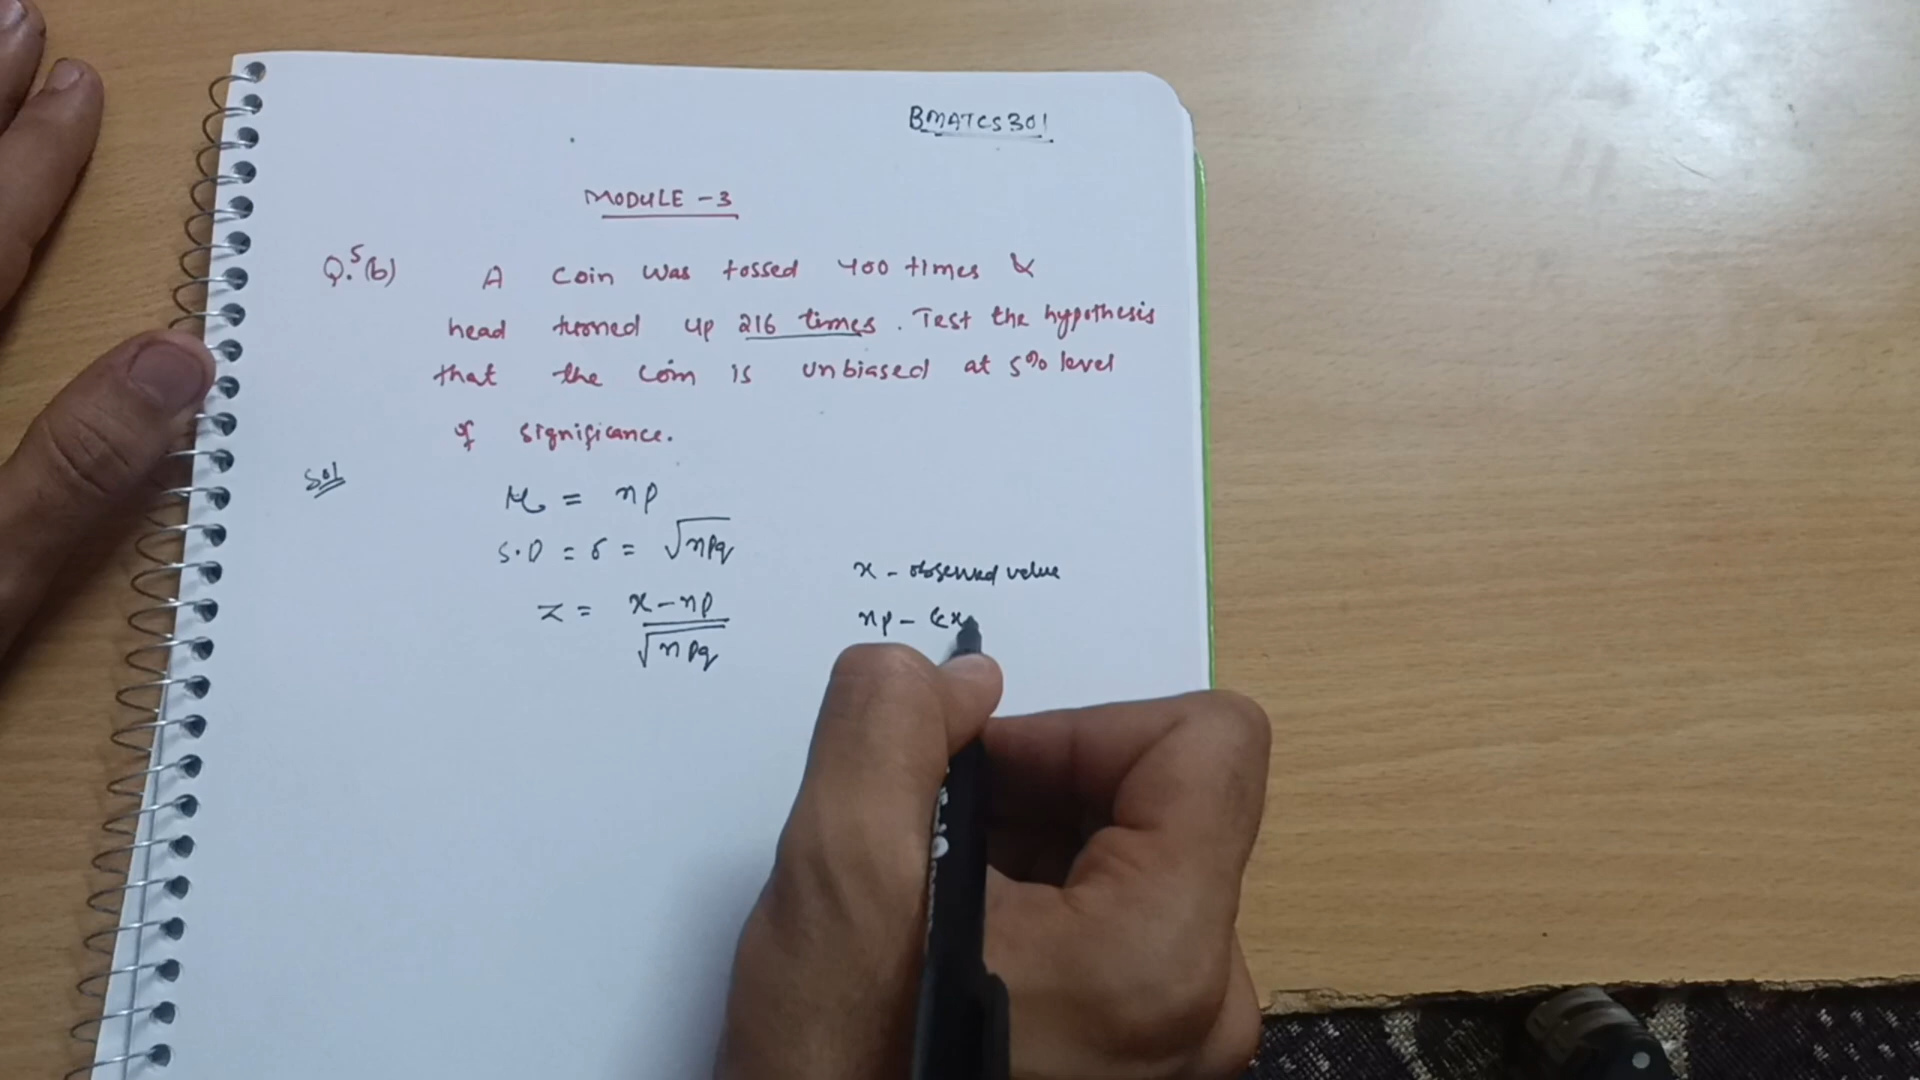 BMATCS301
MODULE - 3
Q.5(b) A Coin was tossed 400 times &
head turned up 216 times. Test the hypothesis
that the coin is unbiased at 5% level
of significance.
Sol
μ = np
S.D = σ = √npq
x - observed value
z = x - np / √npq
np - Exp